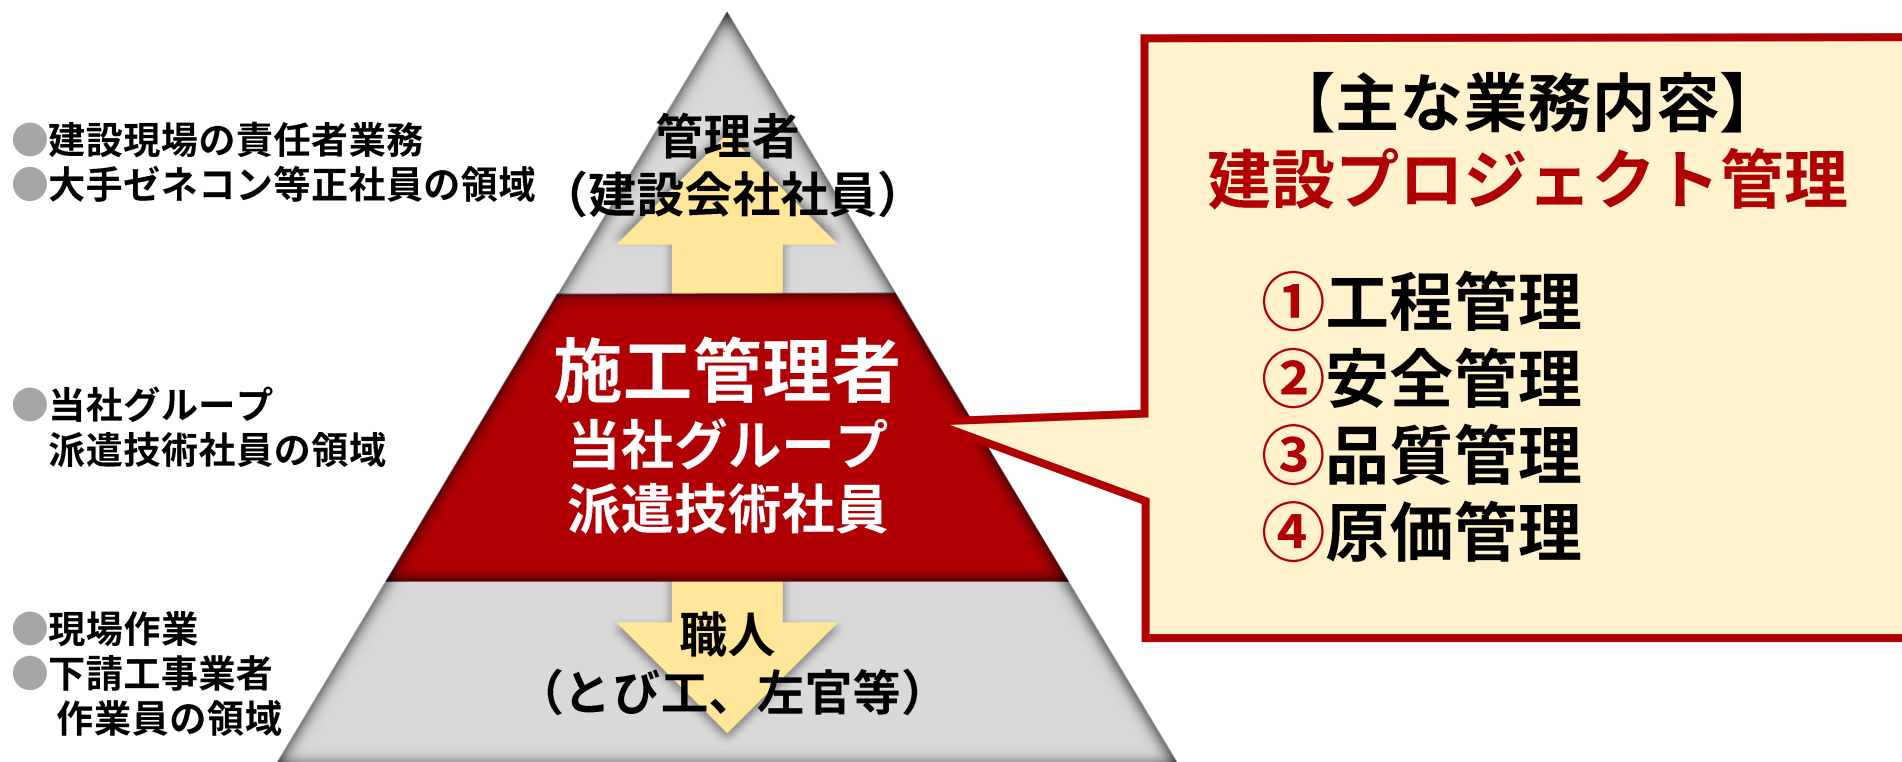 ●建設現場の責任者業務
●大手ゼネコン等正社員の領域
管理者
（建設会社社員）
●当社グループ
派遣技術社員の領域
施工管理者
当社グループ
派遣技術社員
●現場作業
●下請工事業者
作業員の領域
職人
（とび工、左官等）
【主な業務内容】
建設プロジェクト管理
①工程管理
②安全管理
③品質管理
④原価管理